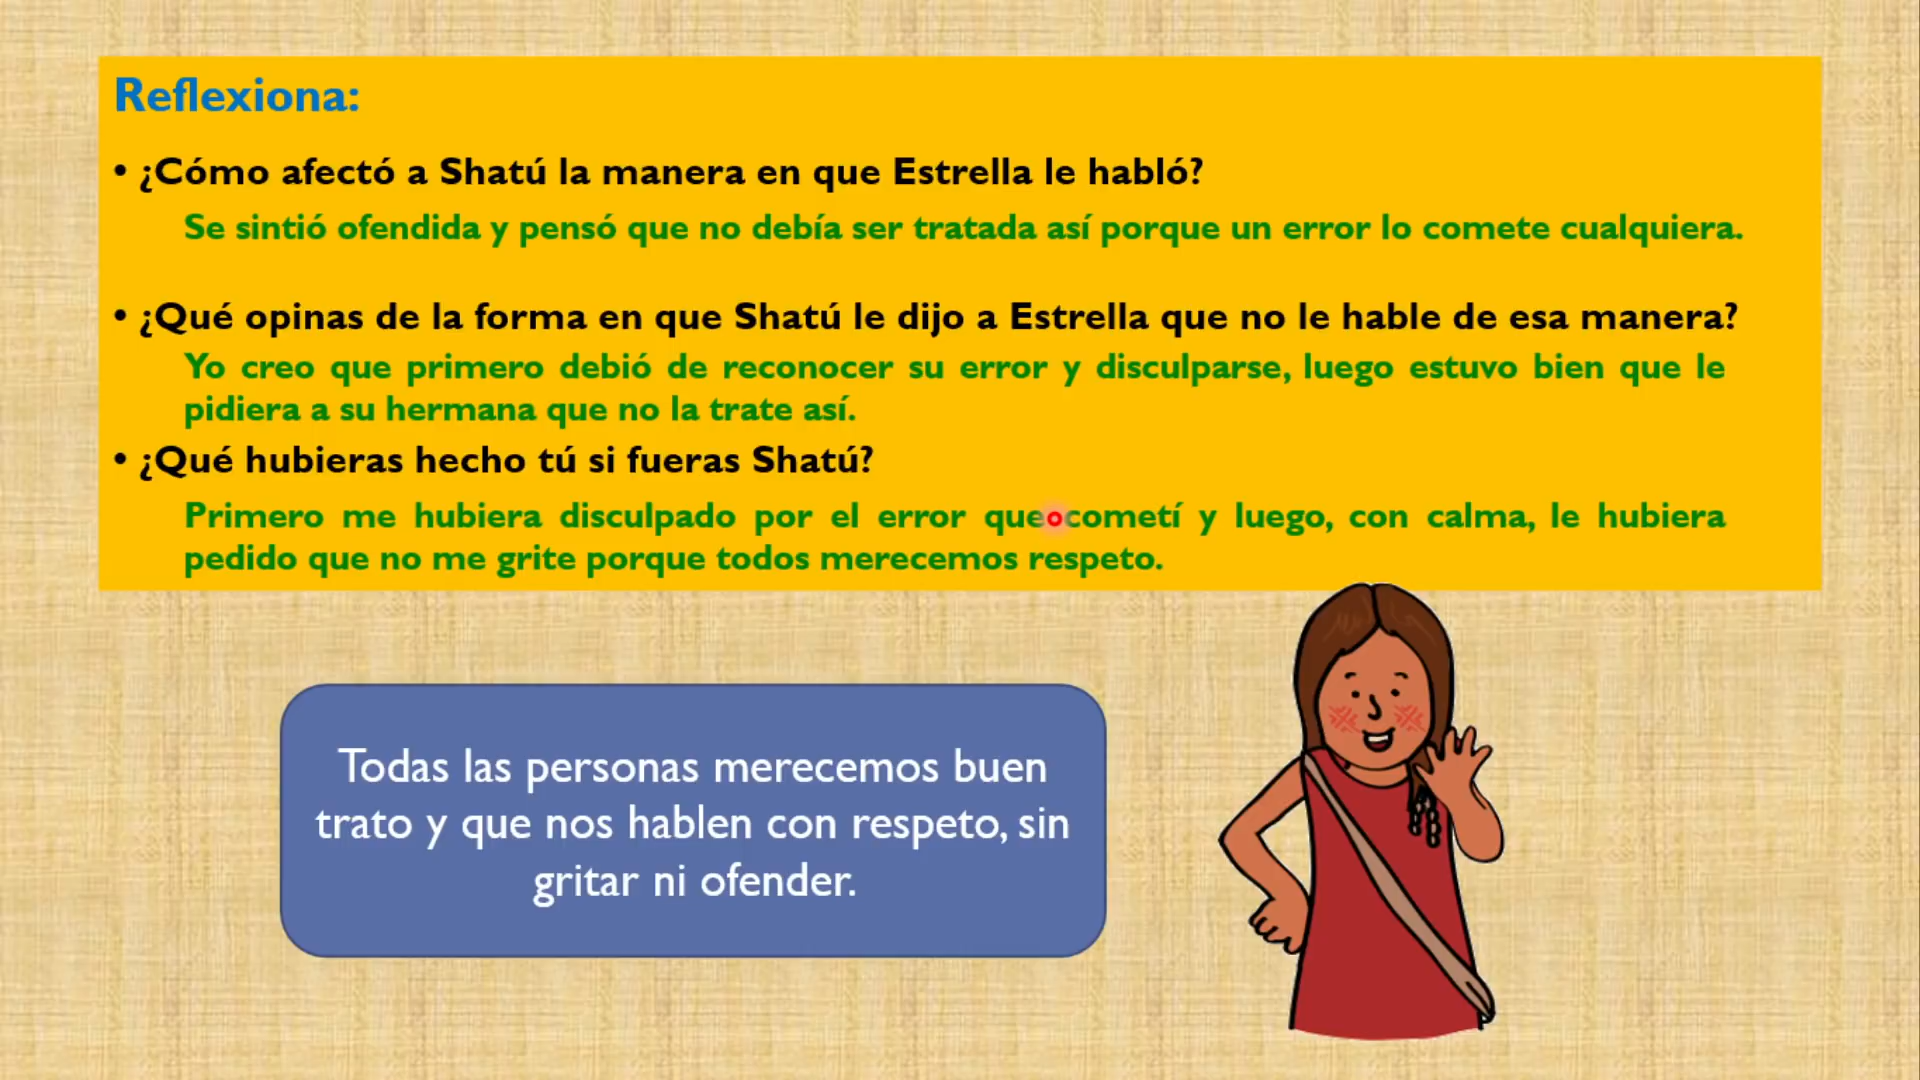 Reflexiona:
• ¿Cómo afectó a Shatú la manera en que Estrella le habló?
Se sintió ofendida y pensó que no debía ser tratada así porque un error lo comete cualquiera.
• ¿Qué opinas de la forma en que Shatú le dijo a Estrella que no le hable de esa manera?
Yo creo que primero debió de reconocer su error y disculparse, luego estuvo bien que le
pidiera a su hermana que no la trate así.
• ¿Qué hubieras hecho tú si fueras Shatú?
Primero me hubiera disculpado por el error que cometí y luego, con calma, le hubiera
pedido que no me grite porque todos merecemos respeto.
Todas las personas merecemos buen
trato y que nos hablen con respeto, sin
gritar ni ofender.